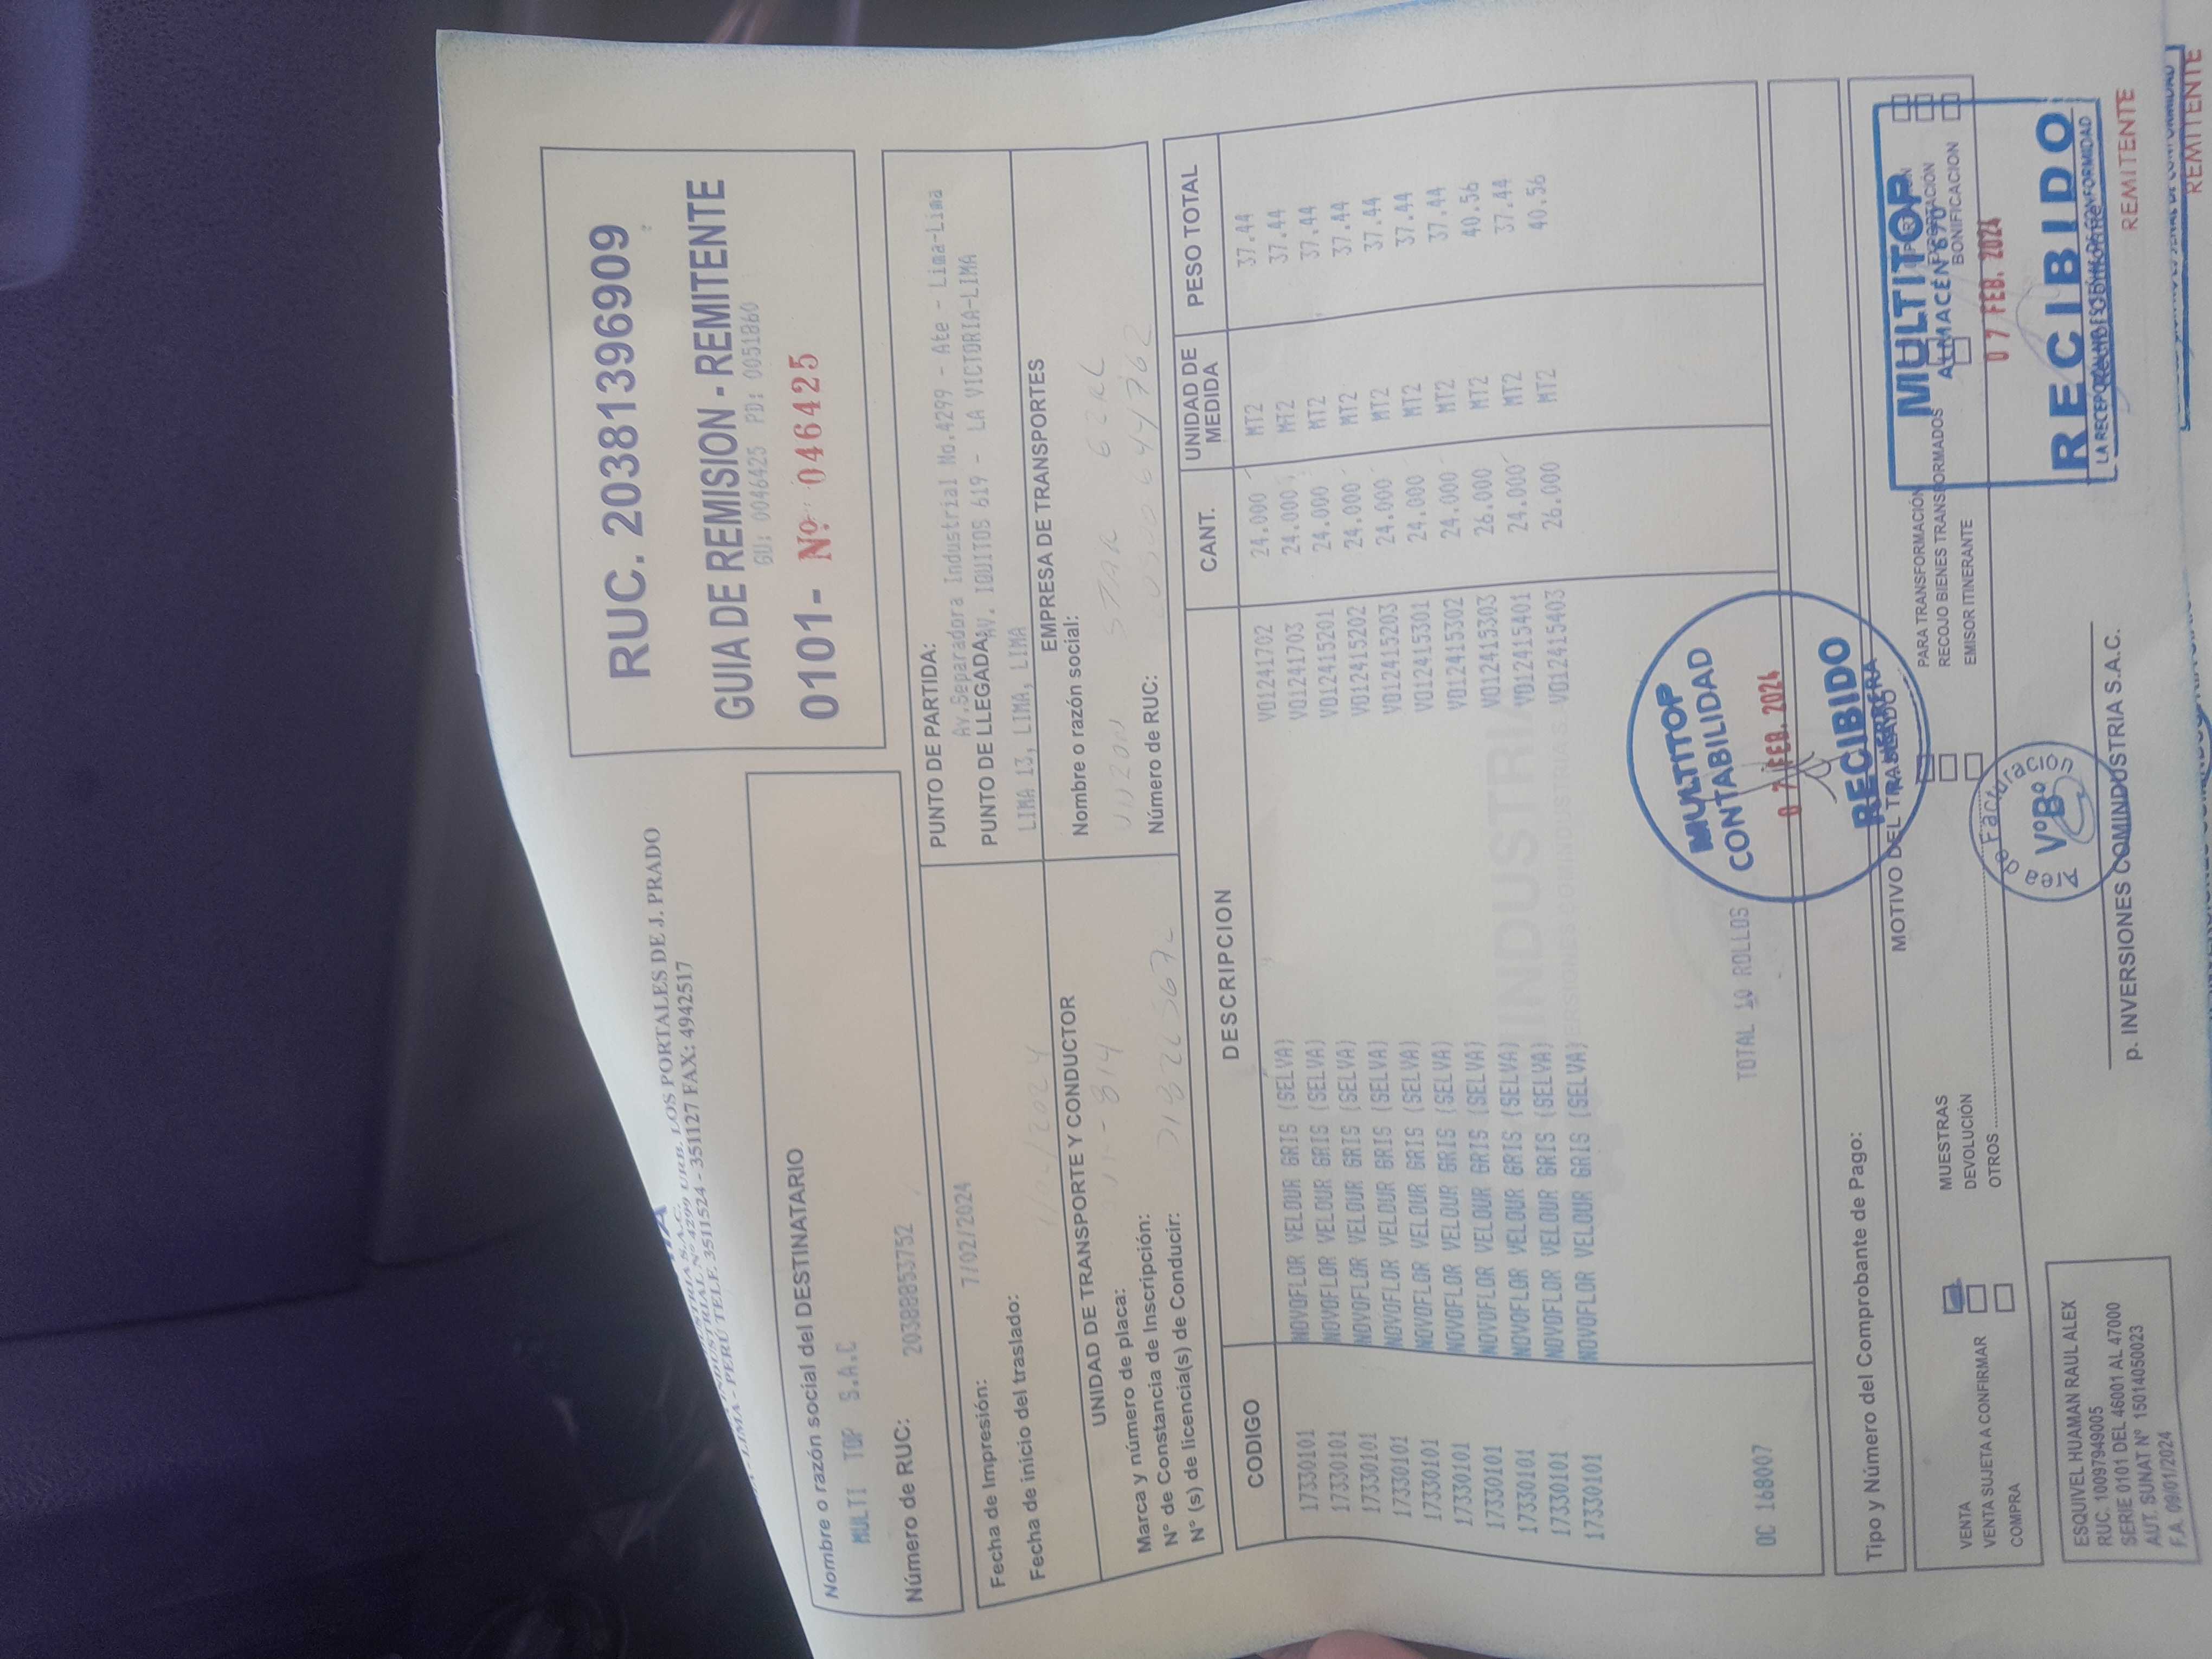 INDUSTRIAL Nº 4299 URB. LOS PORTALES DE J. PRADO
LIMA - PERÚ TELF. 3511524 - 351127 FAX: 4942517
RUC. 20381396909
GUIA DE REMISION - REMITENTE
GU: 0046425 PD: 0051860
0101- Nº 046425
Nombre o razón social del DESTINATARIO
MULTI TOP S.A.C
Número de RUC: 20388853752
PUNTO DE PARTIDA:
Av.Separadora Industrial No.4299 - Ate - Lima-Lima
PUNTO DE LLEGADA: AV. IQUITOS 619 - LA VICTORIA-LIMA
LIMA 13, LIMA, LIMA
Fecha de Impresión: 7/02/2024
Fecha de inicio del traslado:
UNIDAD DE TRANSPORTE Y CONDUCTOR
Marca y número de placa:
N° de Constancia de Inscripción:
N° (s) de licencia(s) de Conducir:
EMPRESA DE TRANSPORTES
Nombre o razón social:
Número de RUC:
CODIGO DESCRIPCION CANT. UNIDAD DE MEDIDA PESO TOTAL
17330101 NOVOFLOR VELOUR GRIS (SELVA) V01241702 24.000 MT2 37.44
17330101 NOVOFLOR VELOUR GRIS (SELVA) V01241703 24.000 MT2 37.44
17330101 NOVOFLOR VELOUR GRIS (SELVA) V012415201 24.000 MT2 37.44
17330101 NOVOFLOR VELOUR GRIS (SELVA) V012415202 24.000 MT2 37.44
17330101 NOVOFLOR VELOUR GRIS (SELVA) V012415203 24.000 MT2 37.44
17330101 NOVOFLOR VELOUR GRIS (SELVA) V012415301 24.000 MT2 37.44
17330101 NOVOFLOR VELOUR GRIS (SELVA) V012415302 24.000 MT2 37.44
17330101 NOVOFLOR VELOUR GRIS (SELVA) V012415303 26.000 MT2 40.56
17330101 NOVOFLOR VELOUR GRIS (SELVA) V012415401 24.000 MT2 37.44
17330101 NOVOFLOR VELOUR GRIS (SELVA) V012415403 26.000 MT2 40.56
OC 168007 TOTAL 10 ROLLOS
MULTITOP
CONTABILIDAD
07 FEB. 2024
RECIBIDO
Tipo y Número del Comprobante de Pago:
MOTIVO DEL TRASLADO
VENTA
VENTA SUJETA A CONFIRMAR
COMPRA
MUESTRAS
DEVOLUCIÓN
OTROS
PARA TRANSFORMACIÓN
RECOJO BIENES TRANSFORMADOS
EMISOR ITINERANTE
BONIFICACION
MULTITOP
ALMACÉN 670
07 FEB. 2024
RECIBIDO
Facturación
VºBº
ESQUIVEL HUAMAN RAUL ALEX
RUC. 10097949005
SERIE 0101 DEL 46001 AL 47000
AUT. SUNAT N° 15014050023
F.A. 09/01/2024
p. INVERSIONES COMINDUSTRIA S.A.C.
REMITENTE
REMITENTE